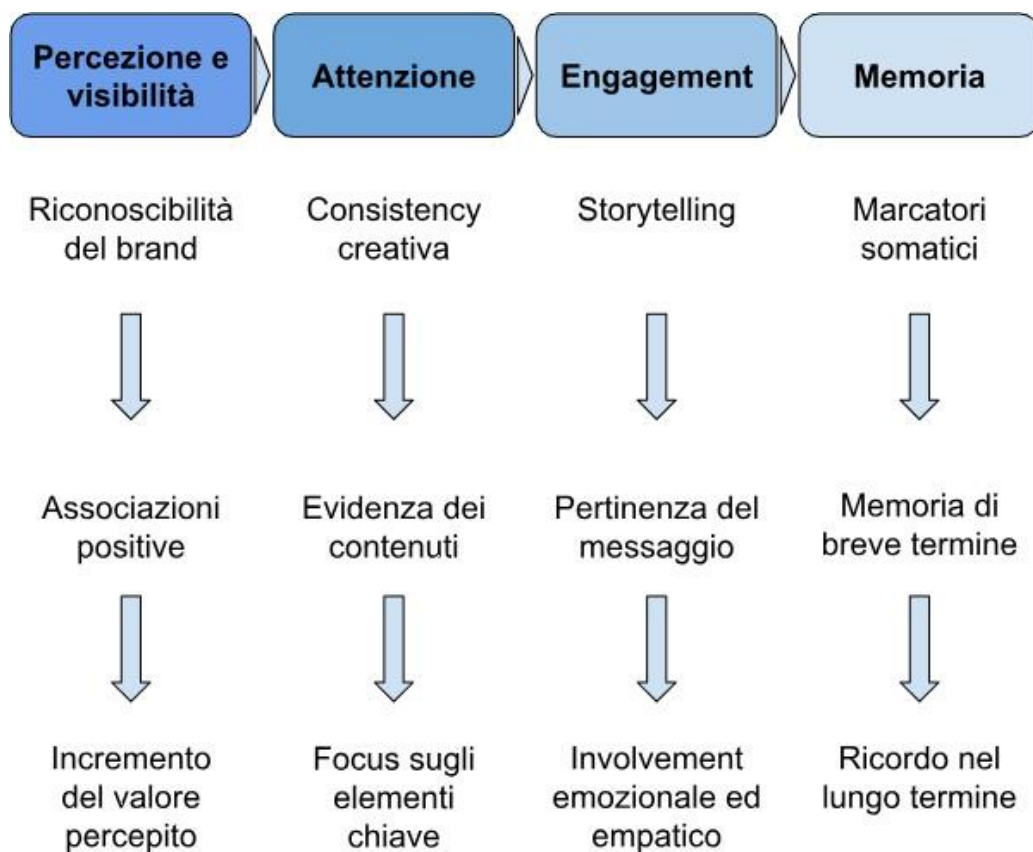 Percezione e
visibilità
Attenzione
Engagement
Memoria
Riconoscibilità
del brand
Consistency
creativa
Storytelling
Marcatori
somatici
Associazioni
positive
Evidenza dei
contenuti
Pertinenza del
messaggio
Memoria di
breve termine
Incremento
del valore
percepito
Focus sugli
elementi
chiave
Involvement
emozionale ed
empatico
Ricordo nel
lungo termine